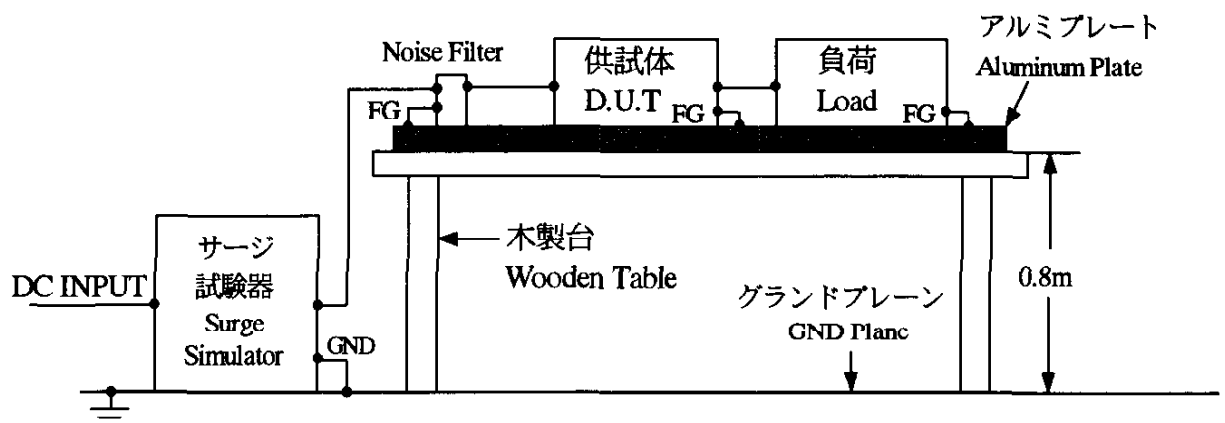 アルミプレート
Aluminum Plate
Noise Filter
供試体
D.U.T
負荷
Load
FG
FG
FG
サージ
試験器
Surge
Simulator
DC INPUT
GND
木製台
Wooden Table
グランドプレーン
GND Plane
0.8m